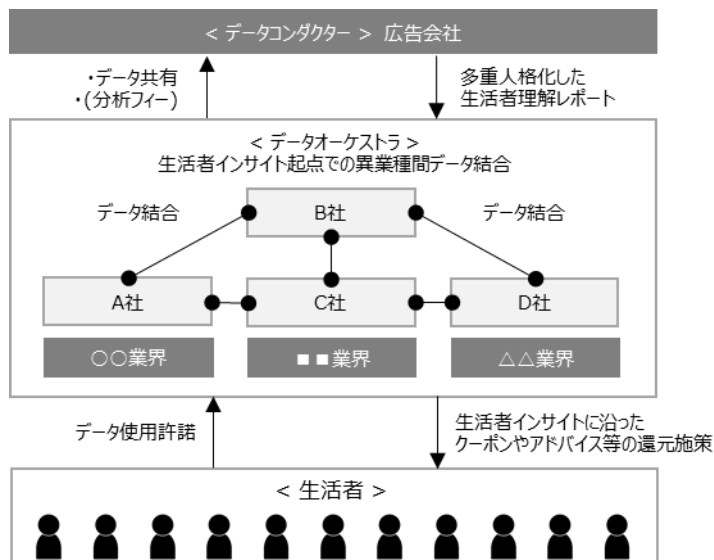 < データコンダクター > 広告会社
・データ共有
・(分析フィー)
多重人格化した
生活者理解レポート
< データオーケストラ >
生活者インサイト起点での異業種間データ結合
データ結合
B社
データ結合
A社
C社
D社
○○業界
■■業界
△△業界
データ使用許諾
生活者インサイトに沿った
クーポンやアドバイス等の還元施策
< 生活者 >